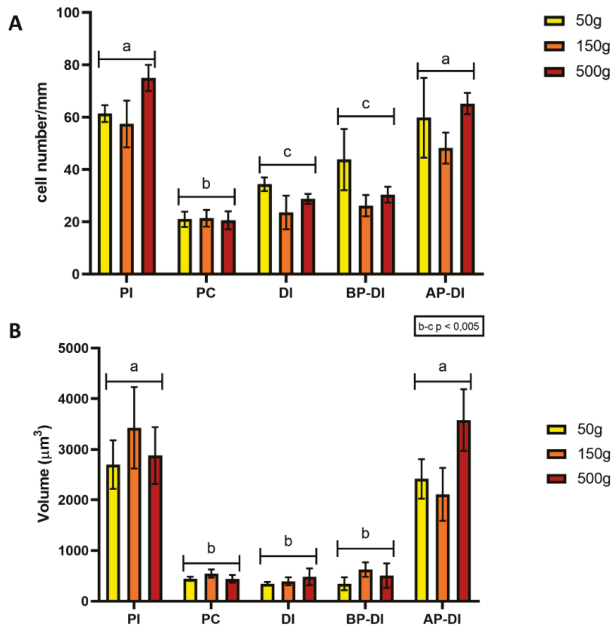 A
50g
150g
500g
cell number/mm
100
80
60
40
20
0
a
b
c
c
a
PI
PC
DI
BP-DI
AP-DI
b-c p < 0,005
B
50g
150g
500g
Volume (μm³)
5000
4000
3000
2000
1000
0
a
b
b
b
a
PI
PC
DI
BP-DI
AP-DI